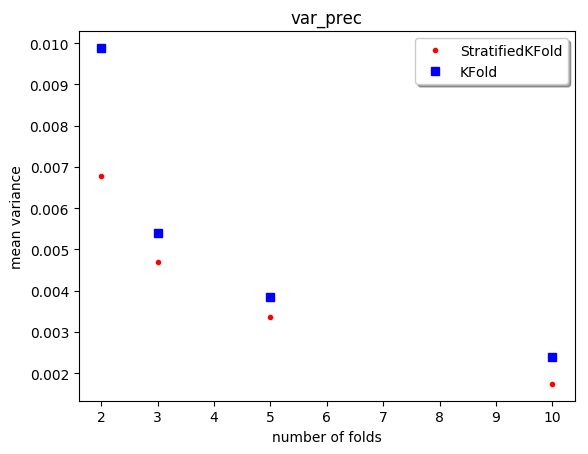 var_prec
StratifiedKFold
KFold
mean variance
0.010
0.009
0.008
0.007
0.006
0.005
0.004
0.003
0.002
2 3 4 5 6 7 8 9 10
number of folds